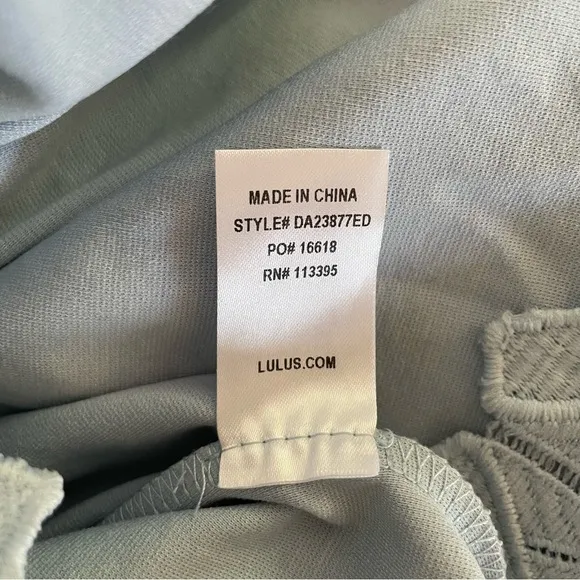 MADE IN CHINA
STYLE# DA23877ED
PO# 16618
RN# 113395
LULUS.COM